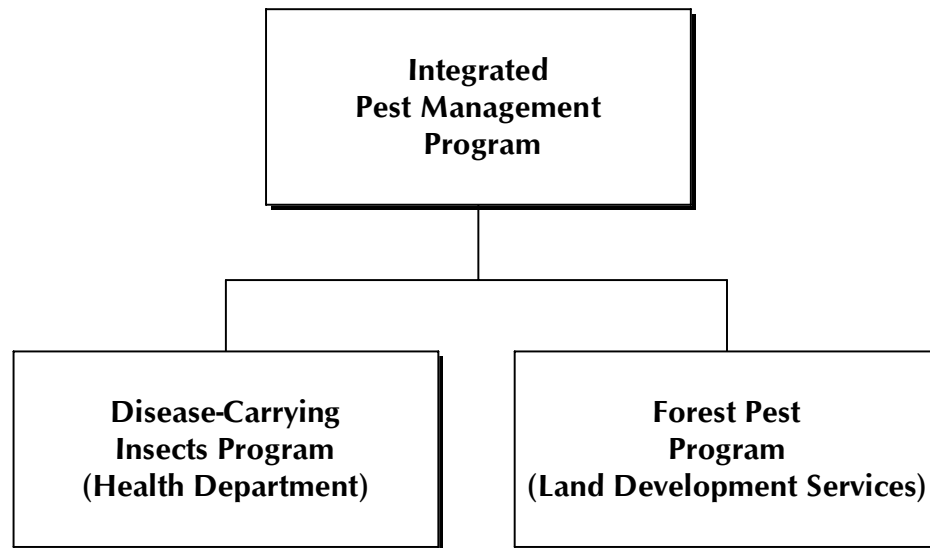 Integrated
Pest Management
Program
Disease-Carrying
Insects Program
(Health Department)
Forest Pest
Program
(Land Development Services)